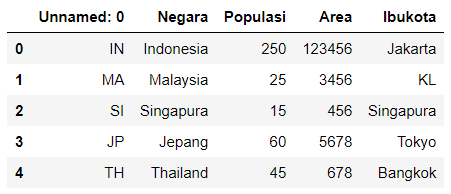 Unnamed: 0 Negara Populasi Area Ibukota
0 IN Indonesia 250 123456 Jakarta
1 MA Malaysia 25 3456 KL
2 SI Singapura 15 456 Singapura
3 JP Jepang 60 5678 Tokyo
4 TH Thailand 45 678 Bangkok